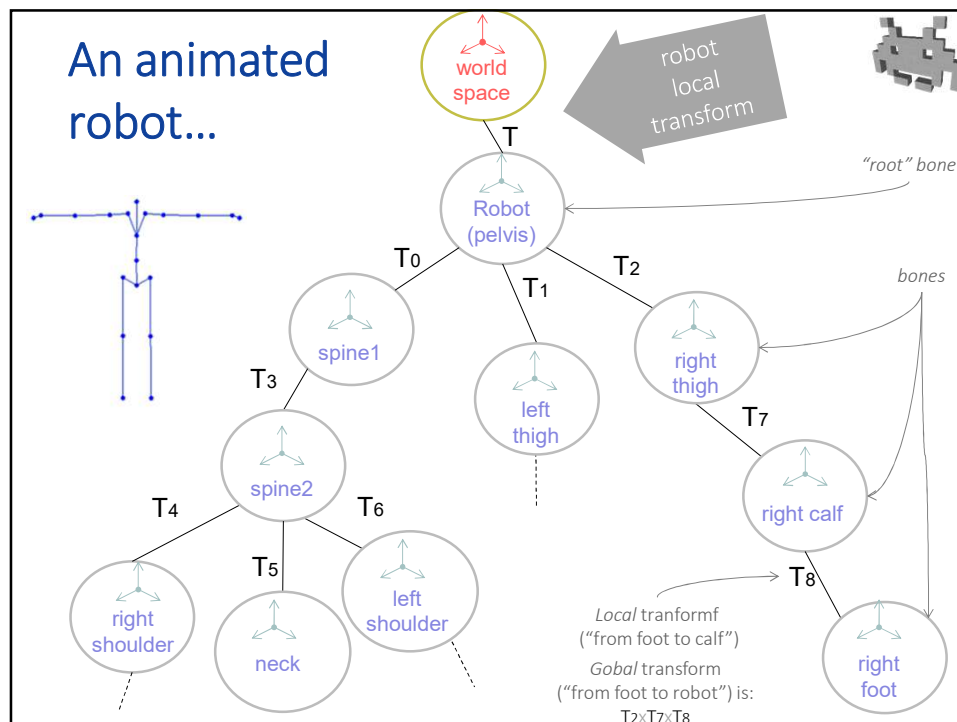 An animated
robot…
world
space
robot
local
transform
T
"root" bone
Robot
(pelvis)
T0
T1
T2
bones
spine1
right
thigh
left
thigh
T3
T7
spine2
right calf
T4
T6
T5
T8
right
shoulder
left
shoulder
neck
Local tranformf
("from foot to calf")
Gobal transform
("from foot to robot") is:
T2xT7xT8
right
foot